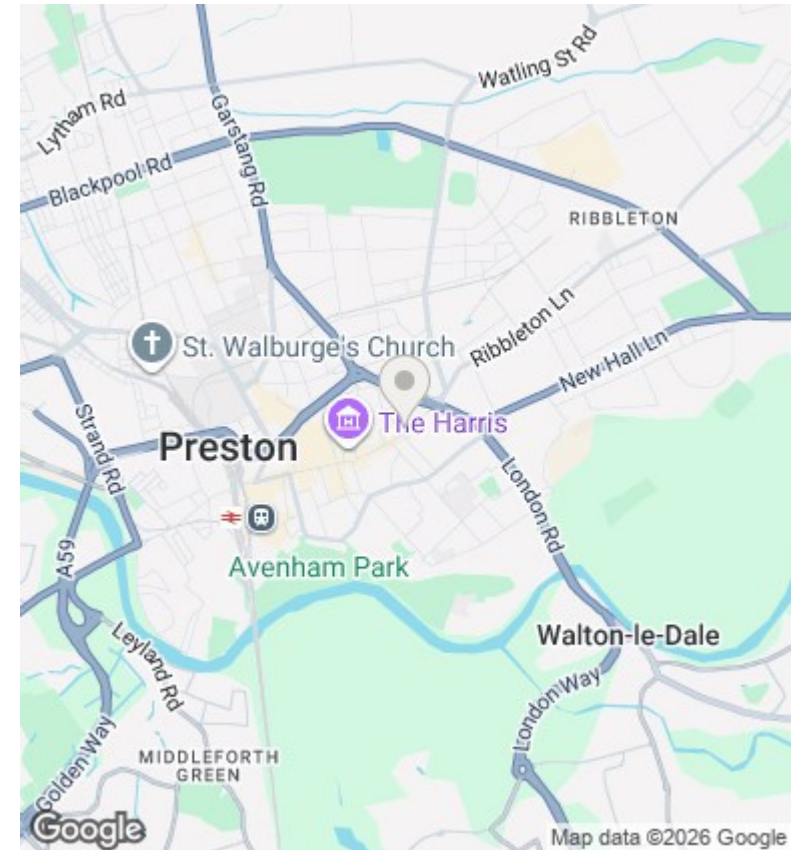 Watling St Rd
Lytham Rd
Garstang Rd
Blackpool Rd
RIBBLETON
Ribbleton Ln
St. Walburge's Church
New Hall Ln
The Harris
Preston
Strand Rd
London Rd
A59
Avenham Park
Leyland Rd
Walton-le-Dale
London Way
MIDDLEFORTH
GREEN
Golden Way
Google
Map data ©2026 Google